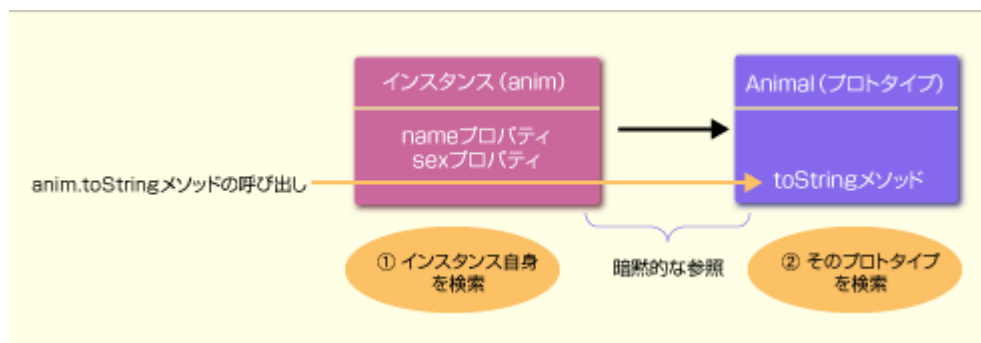 インスタンス(anim)
nameプロパティ
sexプロパティ
Animal(プロトタイプ)
toStringメソッド
anim.toStringメソッドの呼び出し
① インスタンス自身
を検索
暗黙的な参照
② そのプロトタイプ
を検索